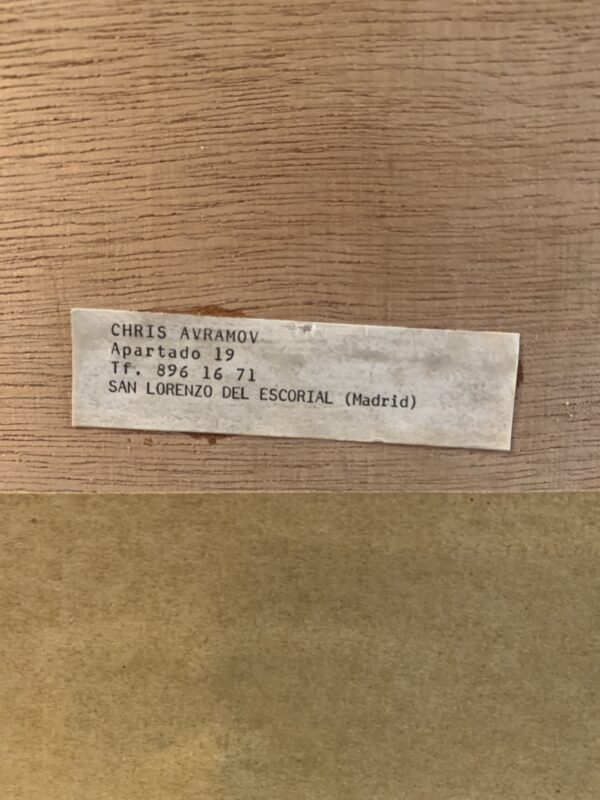 CHRIS AVRAMOV
Apartado 19
Tf. 896 16 71
SAN LORENZO DEL ESCORIAL (Madrid)